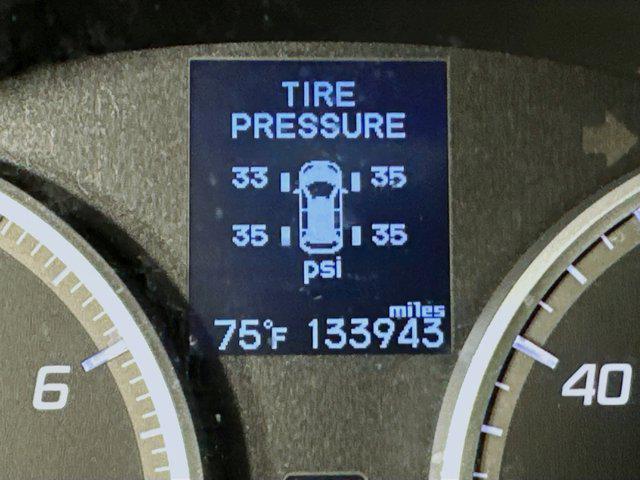 TIRE
PRESSURE
33 35
35 35
psi
miles
75°F 133943
6
40